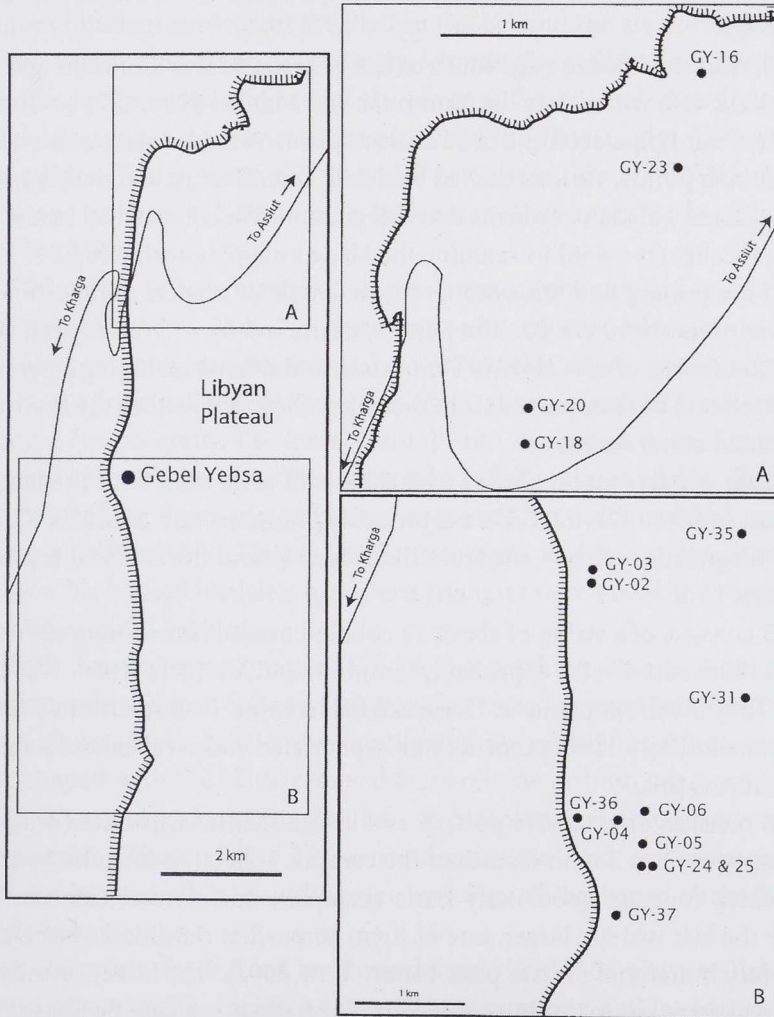 To Assiut
To Kharga
A
Libyan
Plateau
Gebel Yebsa
B
2 km
1 km
GY-16
GY-23
To Assiut
GY-20
To Kharga
GY-18
A
GY-35
To Kharga
GY-03
GY-02
GY-31
GY-36
GY-06
GY-04
GY-05
GY-24 & 25
GY-37
1 km
B